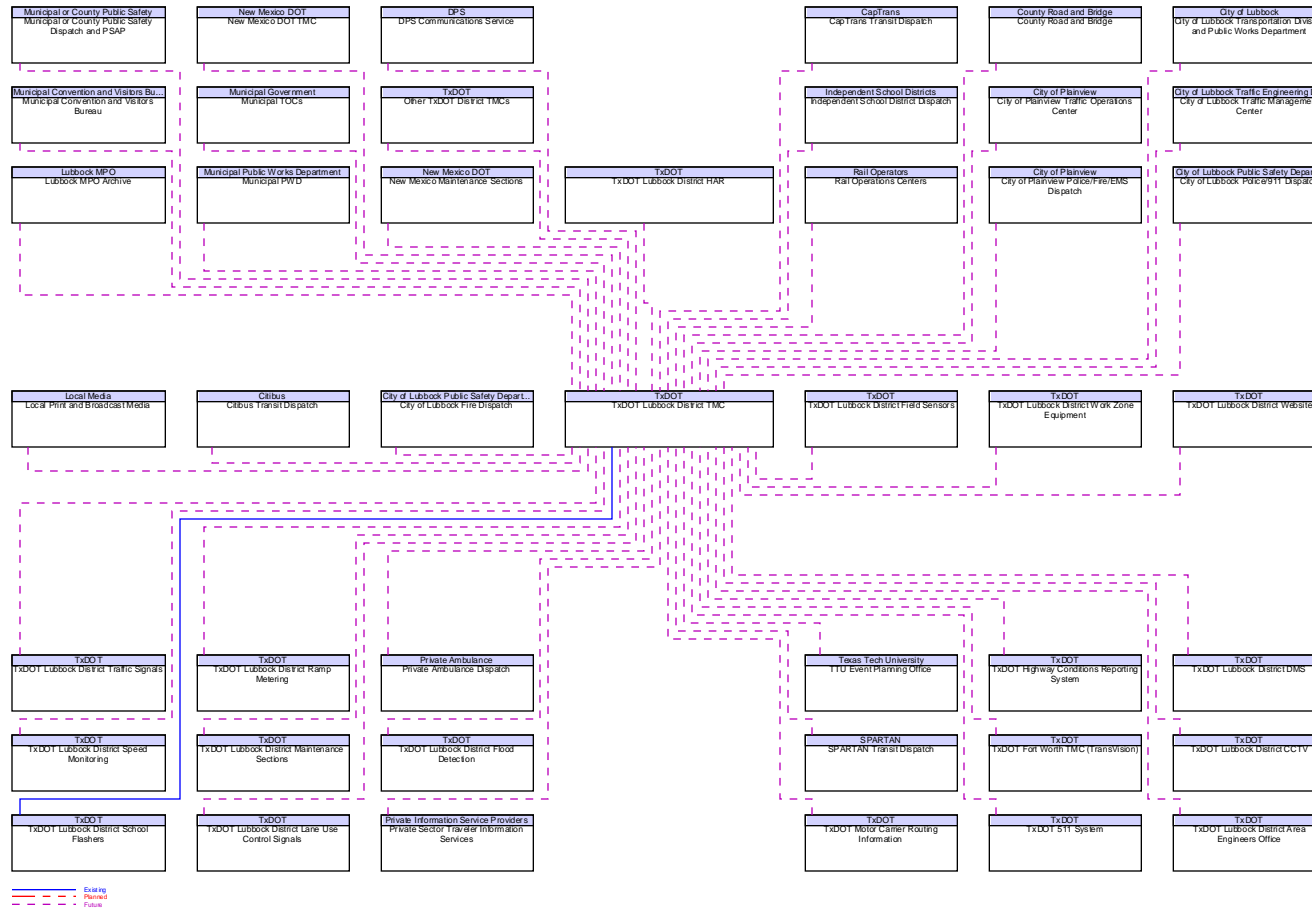 Municipal or County Public Safety
Municipal or County Public Safety
Dispatch and PSAP
New Mexico DOT
New Mexico DOT TMC
DPS
DPS Communications Service
CapTrans
CapTrans Transit Dispatch
County Road and Bridge
County Road and Bridge
City of Lubbock
City of Lubbock Transportation Divis
and Public Works Department
Municipal Convention and Visitors Bu...
Municipal Convention and Visitors
Bureau
Municipal Government
Municipal TOCs
TxDOT
Other TxDOT District TMCs
Independent School Districts
Independent School District Dispatch
City of Plainview
City of Plainview Traffic Operations
Center
City of Lubbock Traffic Engineering
City of Lubbock Traffic Manageme
Center
Lubbock MPO
Lubbock MPO Archive
Municipal Public Works Department
Municipal PWD
New Mexico DOT
New Mexico Maintenance Sections
TxDOT
TxDOT Lubbock District HAR
Rail Operators
Rail Operations Centers
City of Plainview
City of Plainview Police/Fire/EMS
Dispatch
City of Lubbock Public Safety Depar
City of Lubbock Police/911 Dispatc
Local Media
Local Print and Broadcast Media
Citibus
Citibus Transit Dispatch
City of Lubbock Public Safety Depart...
City of Lubbock Fire Dispatch
TxDOT
TxDOT Lubbock District TMC
TxDOT
TxDOT Lubbock District Field Sensors
TxDOT
TxDOT Lubbock District Work Zone
Equipment
TxDOT
TxDOT Lubbock District Website
TxDOT
TxDOT Lubbock District Traffic Signals
TxDOT
TxDOT Lubbock District Ramp
Metering
Private Ambulance
Private Ambulance Dispatch
Texas Tech University
TTU Event Planning Office
TxDOT
TxDOT Highway Conditions Reporting
System
TxDOT
TxDOT Lubbock District DMS
TxDOT
TxDOT Lubbock District Speed
Monitoring
TxDOT
TxDOT Lubbock District Maintenance
Sections
TxDOT
TxDOT Lubbock District Flood
Detection
SPARTAN
SPARTAN Transit Dispatch
TxDOT
TxDOT Fort Worth TMC (TransVision)
TxDOT
TxDOT Lubbock District CCTV
TxDOT
TxDOT Lubbock District School
Flashers
TxDOT
TxDOT Lubbock District Lane Use
Control Signals
Private Information Service Providers
Private Sector Traveler Information
Services
TxDOT
TxDOT Motor Carrier Routing
Information
TxDOT
TxDOT 511 System
TxDOT
TxDOT Lubbock District Area
Engineers Office
Existing
Planned
Future